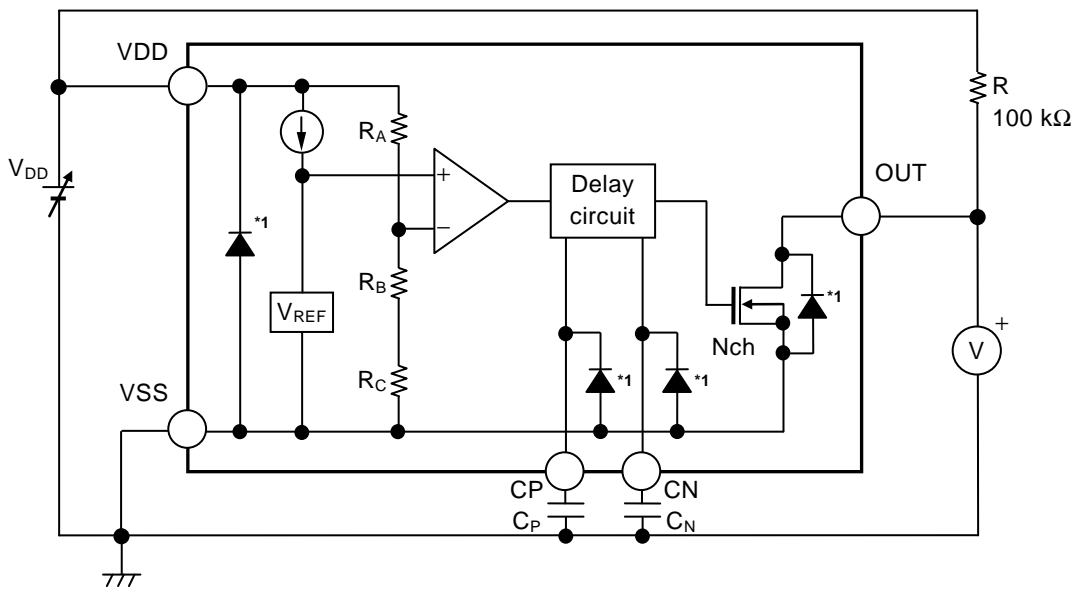 VDD
R
100 kΩ
RA
VDD
+
Delay
circuit
OUT
*1
−
RB
VREF
*1
Nch
+
V
RC
*1
*1
VSS
CP
CN
CP
CN